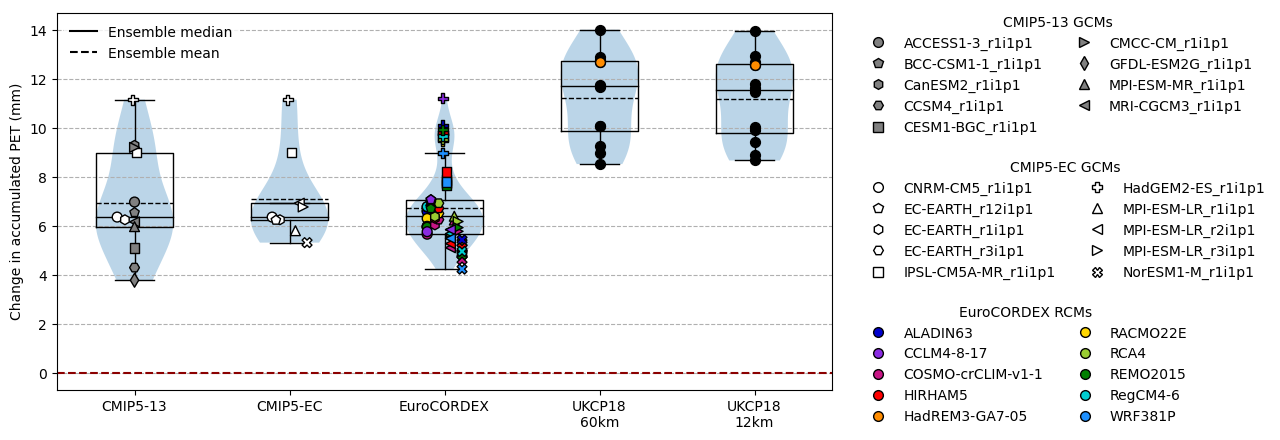 Change in accumulated PET (mm)
14
12
10
8
6
4
2
0
Ensemble median
Ensemble mean
CMIP5-13
CMIP5-EC
EuroCORDEX
UKCP18
60km
UKCP18
12km
CMIP5-13 GCMs
ACCESS1-3_r1i1p1
BCC-CSM1-1_r1i1p1
CanESM2_r1i1p1
CCSM4_r1i1p1
CESM1-BGC_r1i1p1
CMCC-CM_r1i1p1
GFDL-ESM2G_r1i1p1
MPI-ESM-MR_r1i1p1
MRI-CGCM3_r1i1p1
CMIP5-EC GCMs
CNRM-CM5_r1i1p1
EC-EARTH_r12i1p1
EC-EARTH_r1i1p1
EC-EARTH_r3i1p1
IPSL-CM5A-MR_r1i1p1
HadGEM2-ES_r1i1p1
MPI-ESM-LR_r1i1p1
MPI-ESM-LR_r2i1p1
MPI-ESM-LR_r3i1p1
NorESM1-M_r1i1p1
EuroCORDEX RCMs
ALADIN63
CCLM4-8-17
COSMO-crCLIM-v1-1
HIRHAM5
HadREM3-GA7-05
RACMO22E
RCA4
REMO2015
RegCM4-6
WRF381P